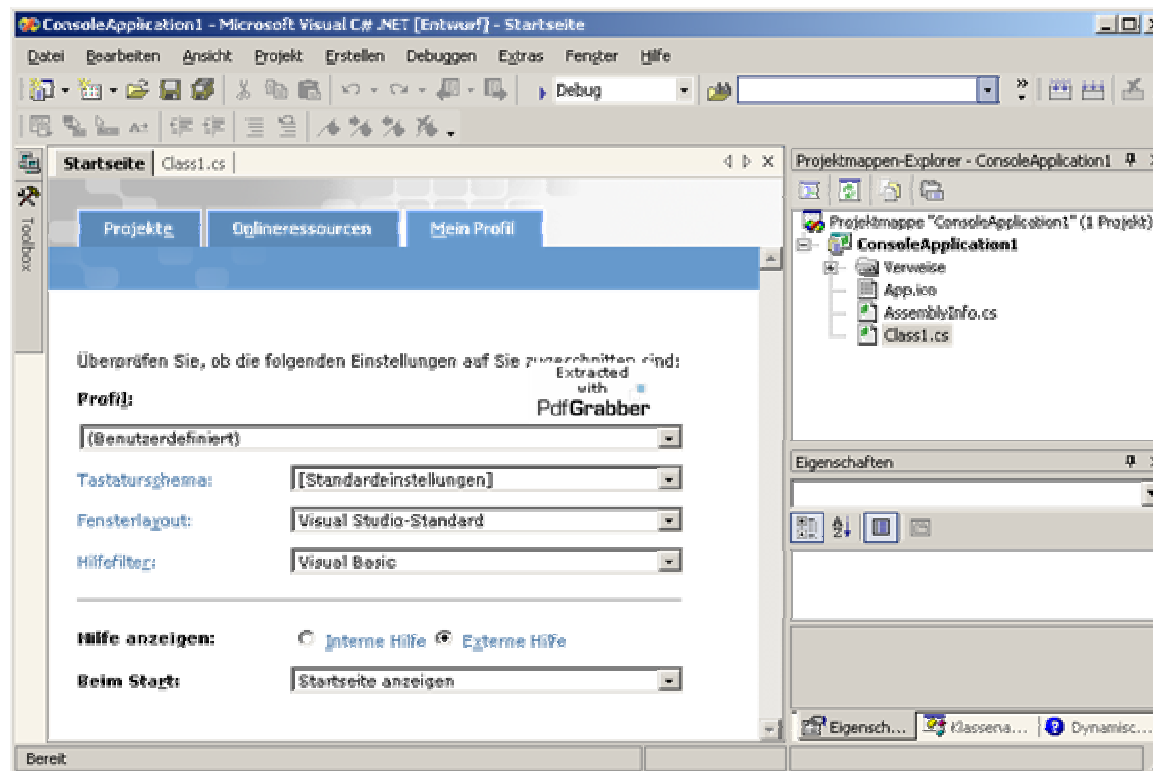 ConsoleApplication1 - Microsoft Visual C# .NET [Entwurf] - Startseite
Datei Bearbeiten Ansicht Projekt Erstellen Debuggen Extras Fenster Hilfe
Debug
Toolbox
Startseite Class1.cs
Projekte Onlineressourcen Mein Profil
Überprüfen Sie, ob die folgenden Einstellungen auf Sie zugeschnitten sind:
Extracted
with
PdfGrabber
Profil:
(Benutzerdefiniert)
Tastaturschema: [Standardeinstellungen]
Fensterlayout: Visual Studio-Standard
Hilfefilter: Visual Basic
Hilfe anzeigen: Interne Hilfe Externe Hilfe
Beim Start: Startseite anzeigen
Projektmappen-Explorer - ConsoleApplication1
Projektmappe "ConsoleApplication1" (1 Projekt)
ConsoleApplication1
Verweise
App.ico
AssemblyInfo.cs
Class1.cs
Eigenschaften
Eigensch... Klassena... Dynamisc...
Bereit